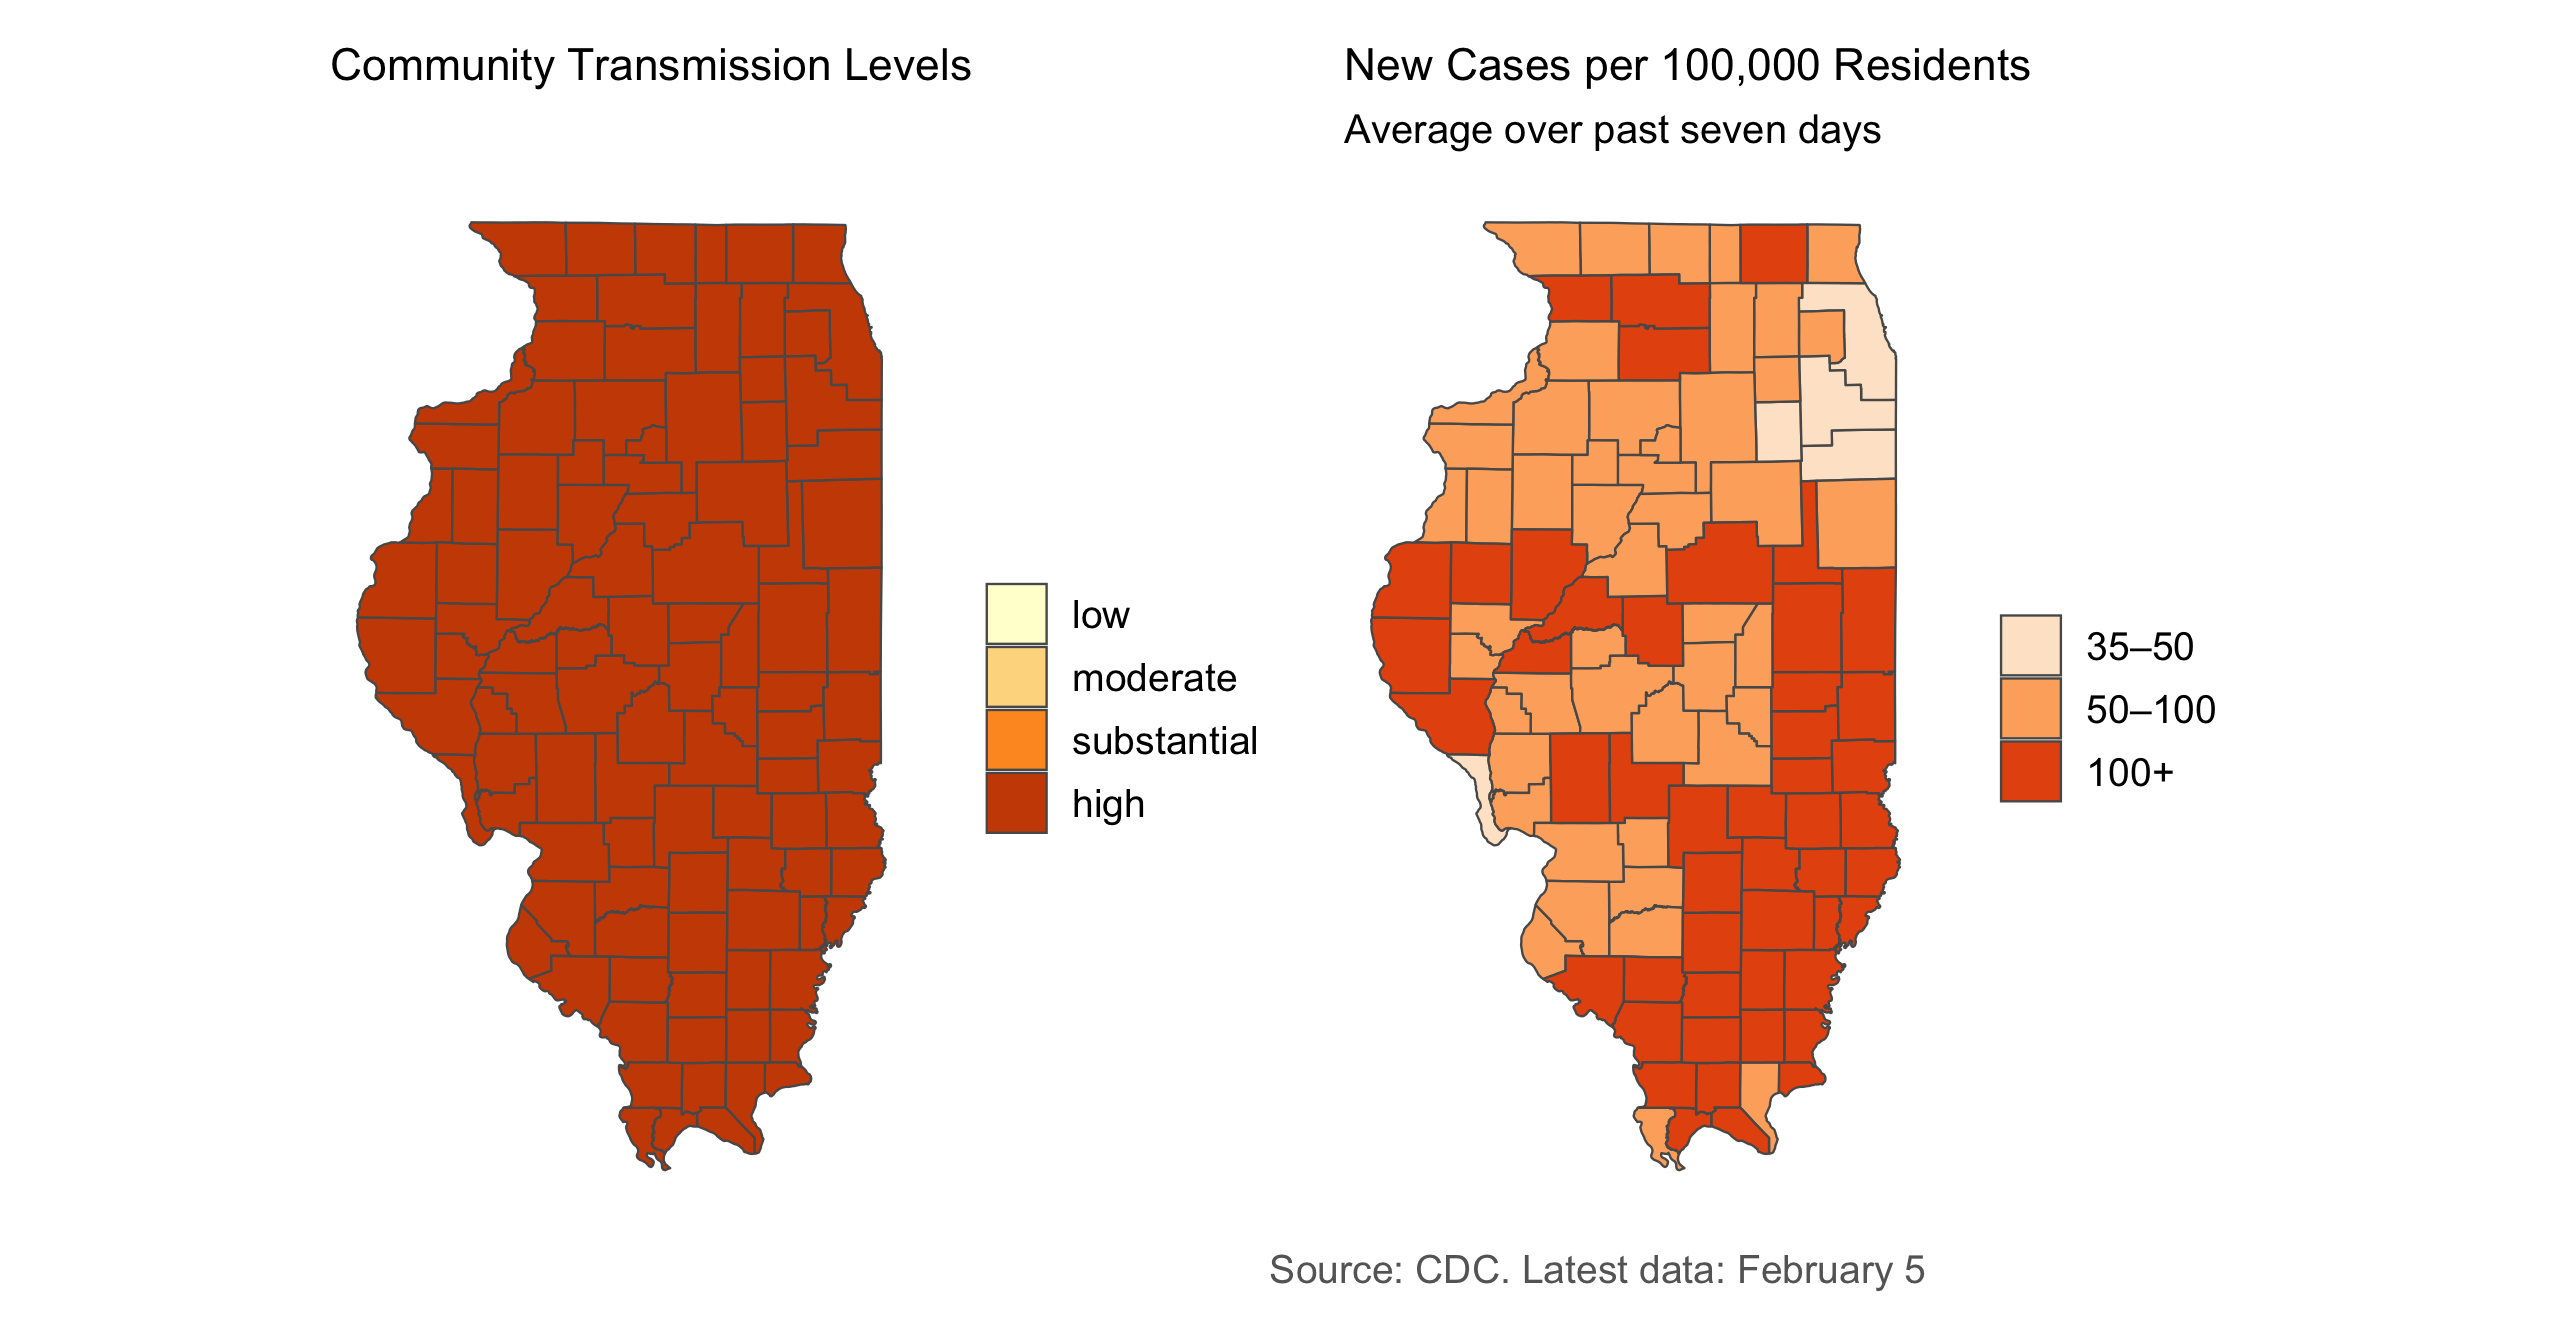 Community Transmission Levels
low
moderate
substantial
high
New Cases per 100,000 Residents
Average over past seven days
35–50
50–100
100+
Source: CDC. Latest data: February 5